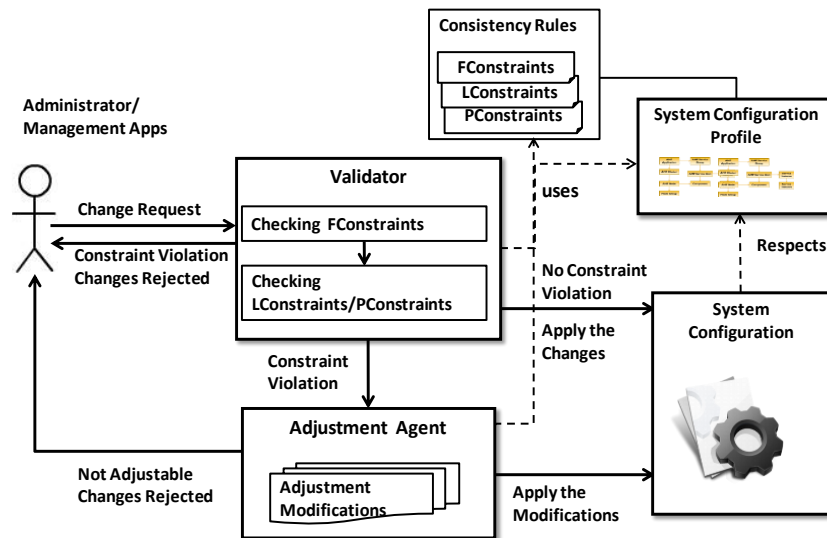 Consistency Rules
FConstraints
LConstraints
PConstraints
Administrator/
Management Apps
System Configuration
Profile
Validator
uses
Change Request
Checking FConstraints
Constraint Violation
Changes Rejected
Respects
Checking
LConstraints/PConstraints
No Constraint
Violation
System
Configuration
Apply the
Changes
Constraint
Violation
Adjustment Agent
Not Adjustable
Changes Rejected
Adjustment
Modifications
Apply the
Modifications